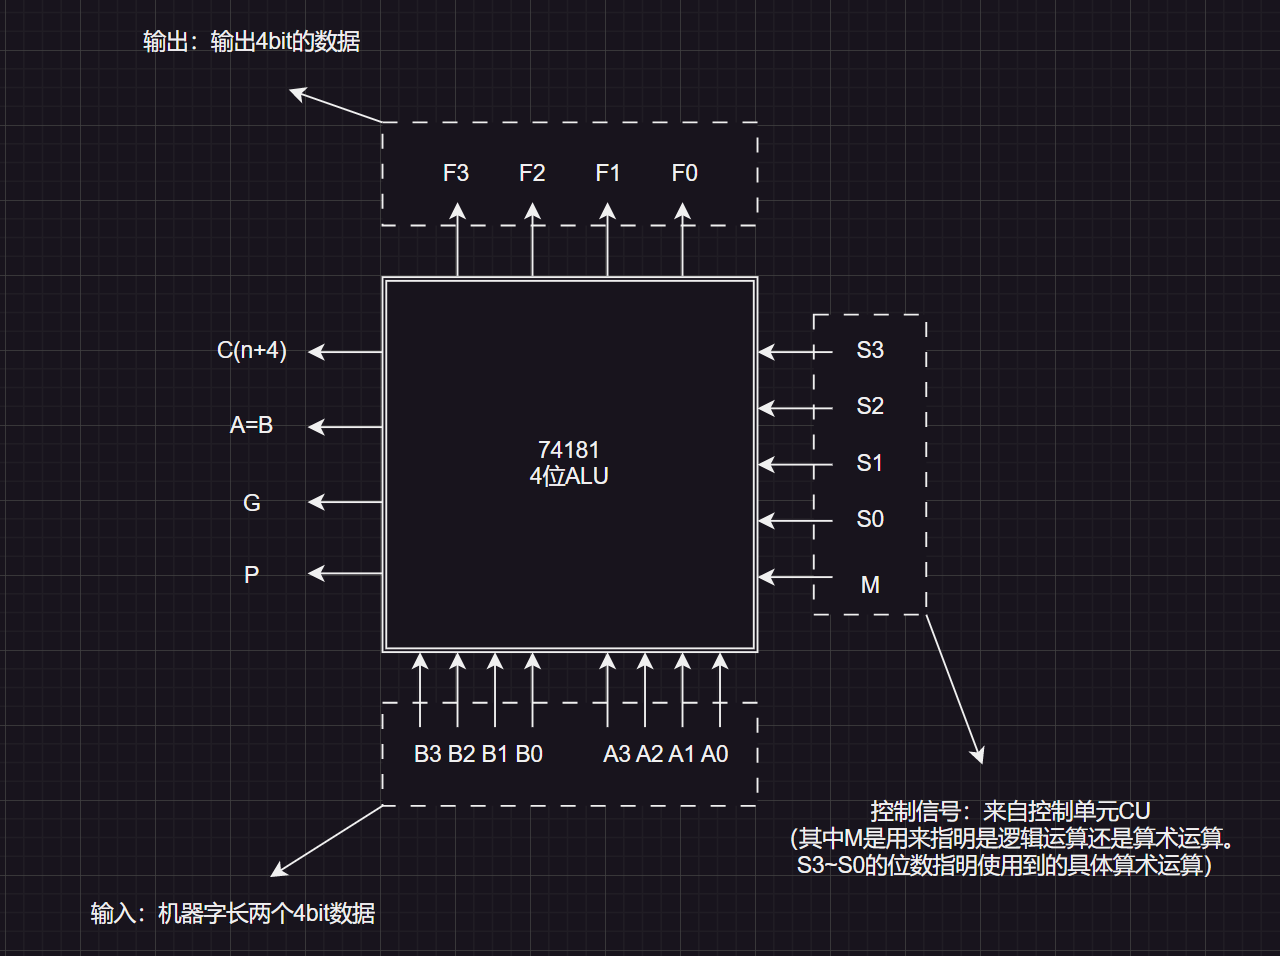 输出：输出4bit的数据
F3 F2 F1 F0
C(n+4)
A=B
G
P
74181
4位ALU
S3
S2
S1
S0
M
B3 B2 B1 B0 A3 A2 A1 A0
控制信号：来自控制单元CU
（其中M是用来指明是逻辑运算还是算术运算。
S3~S0的位数指明使用到的具体算术运算）
输入：机器字长两个4bit数据